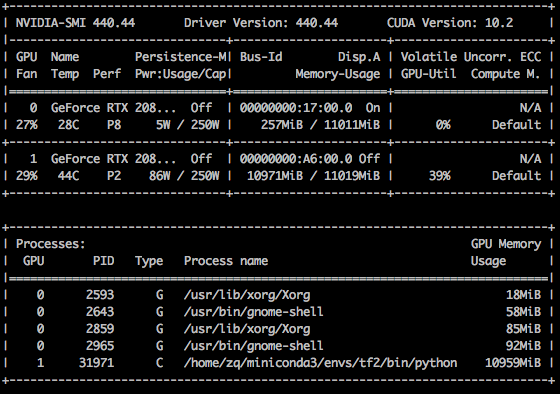 NVIDIA-SMI 440.44 Driver Version: 440.44 CUDA Version: 10.2
GPU Name Persistence-M| Bus-Id Disp.A | Volatile Uncorr. ECC
Fan Temp Perf Pwr:Usage/Cap| Memory-Usage | GPU-Util Compute M.
0 GeForce RTX 208... Off | 00000000:17:00.0 On | N/A
27% 28C P8 5W / 250W | 257MiB / 11011MiB | 0% Default
1 GeForce RTX 208... Off | 00000000:A6:00.0 Off | N/A
29% 44C P2 86W / 250W | 10971MiB / 11019MiB | 39% Default
Processes: GPU Memory
GPU PID Type Process name Usage
0 2593 G /usr/lib/xorg/Xorg 18MiB
0 2643 G /usr/bin/gnome-shell 58MiB
0 2859 G /usr/lib/xorg/Xorg 85MiB
0 2965 G /usr/bin/gnome-shell 92MiB
1 31971 C /home/zq/miniconda3/envs/tf2/bin/python 10959MiB